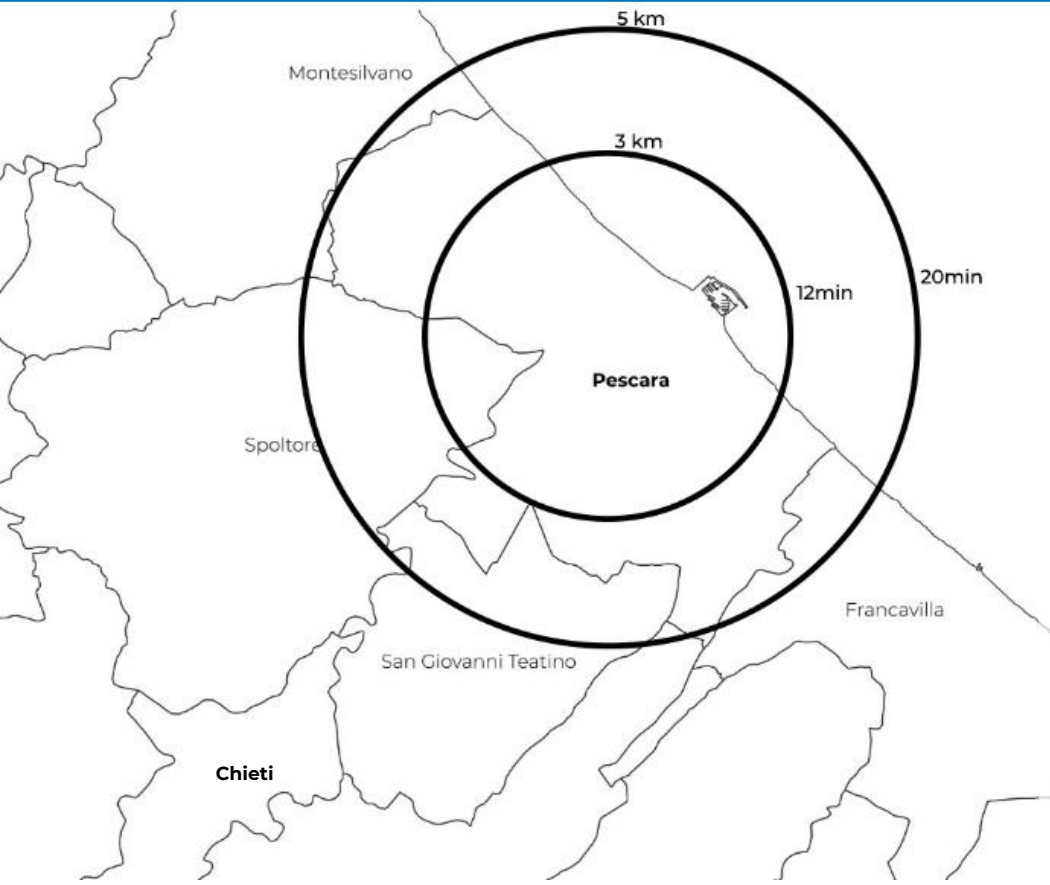 5 km
Montesilvano
3 km
20min
12min
Pescara
Spoltore
Francavilla
San Giovanni Teatino
Chieti